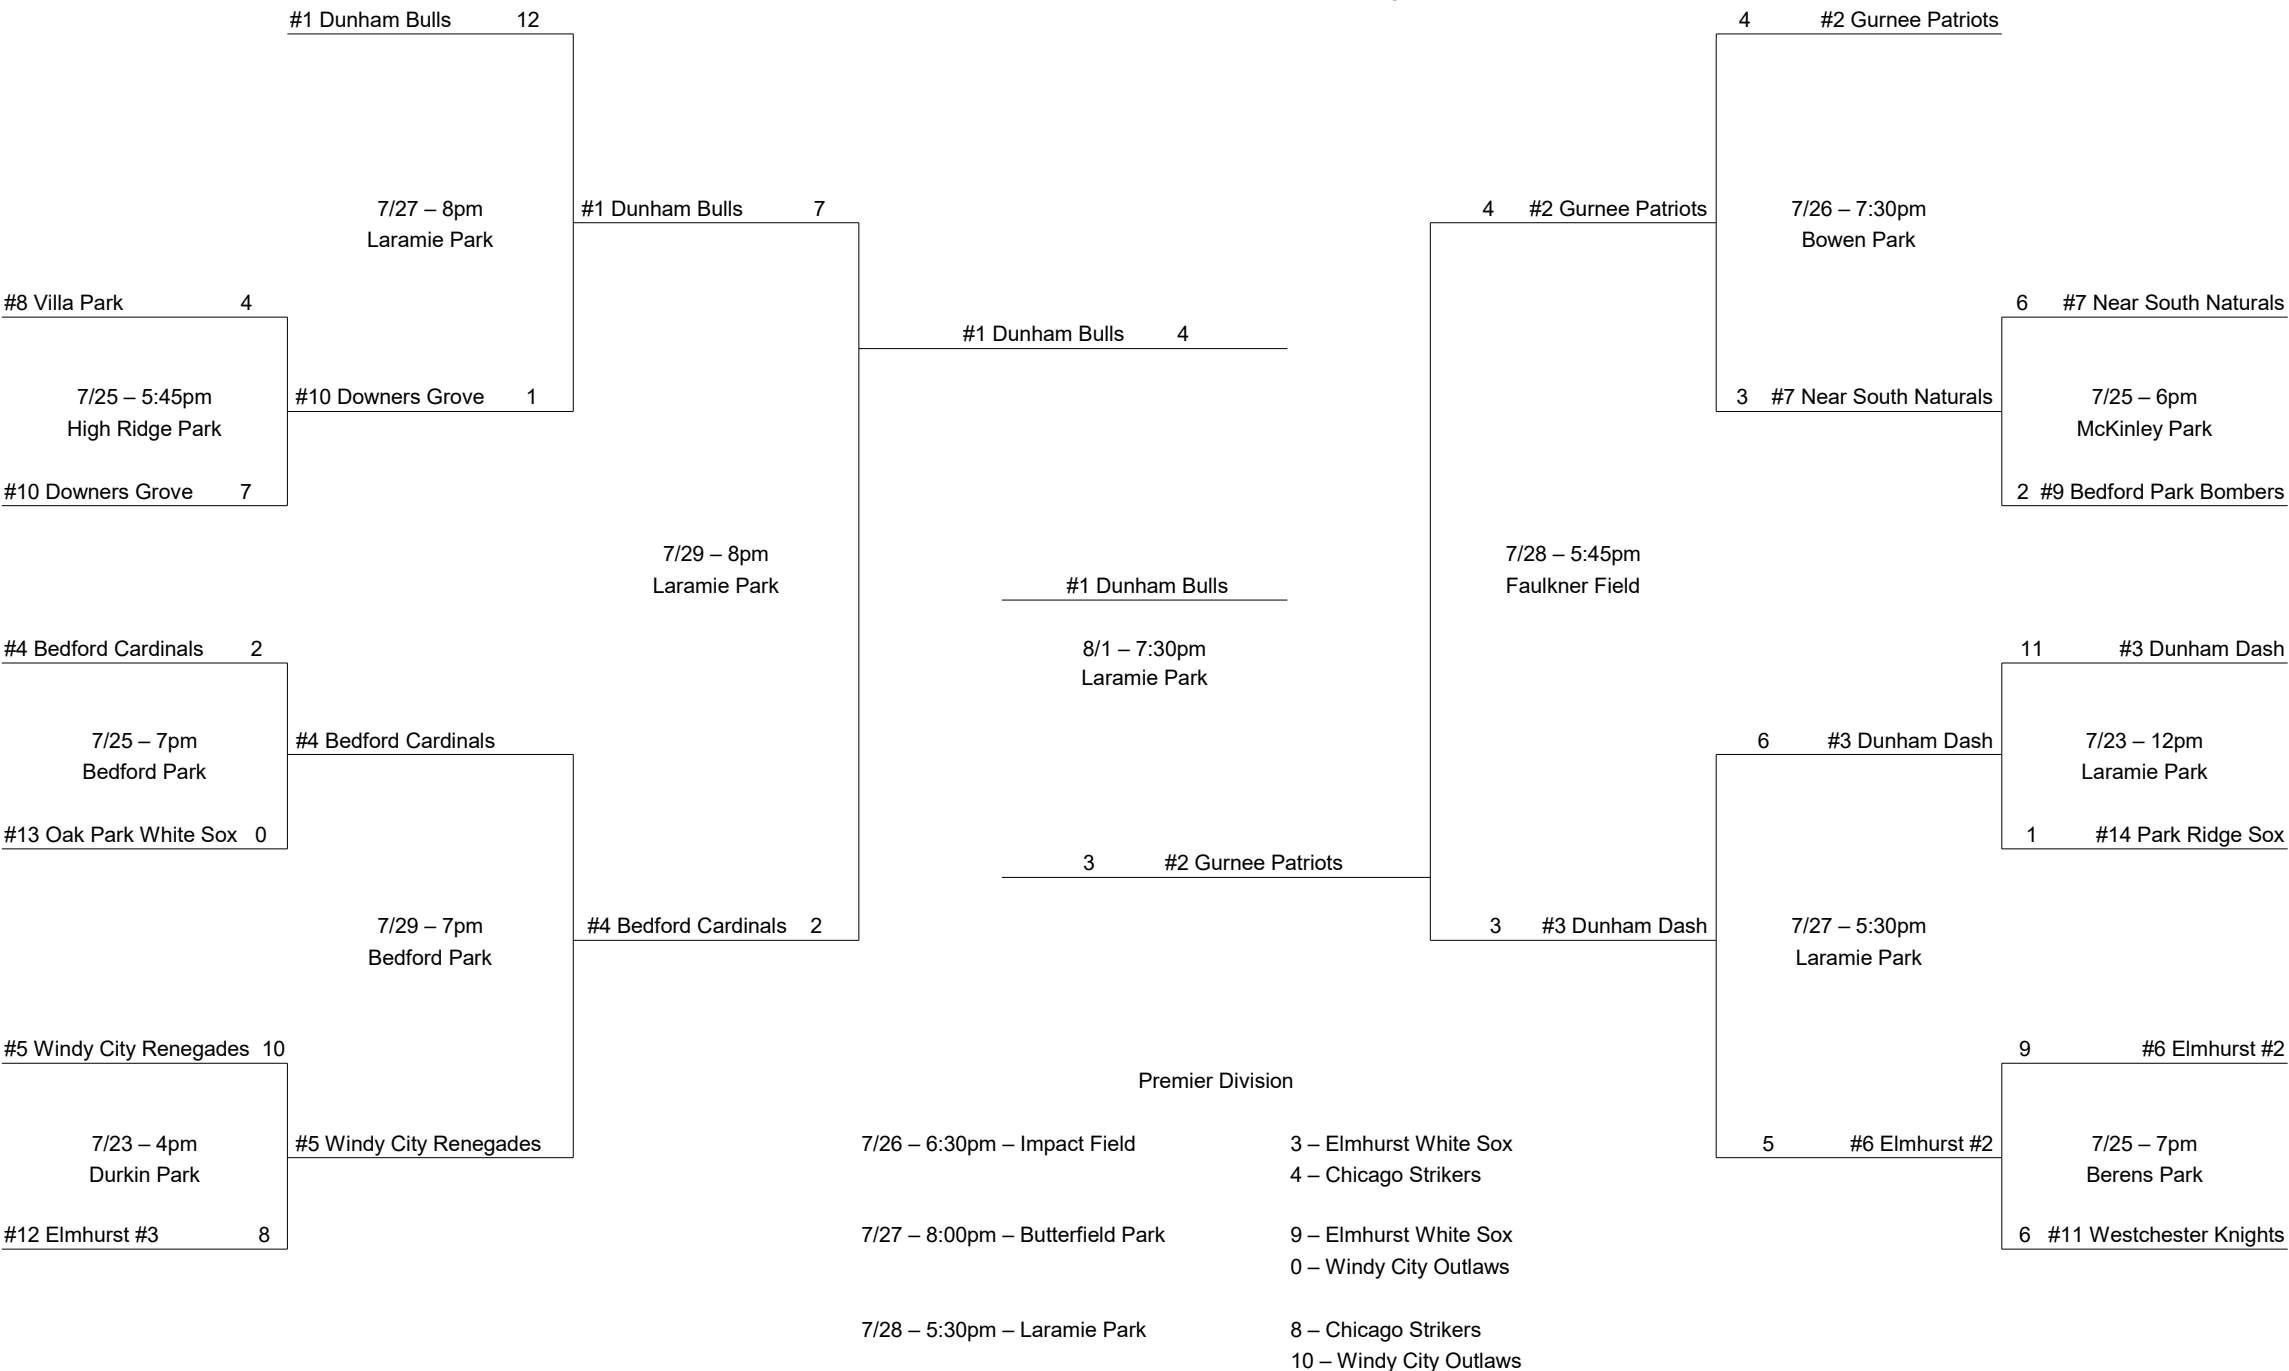 #1 Dunham Bulls 12
4 #2 Gurnee Patriots
7/27 – 8pm
Laramie Park
#1 Dunham Bulls 7
4 #2 Gurnee Patriots
7/26 – 7:30pm
Bowen Park
#8 Villa Park 4
6 #7 Near South Naturals
#1 Dunham Bulls 4
7/25 – 5:45pm
High Ridge Park
#10 Downers Grove 1
3 #7 Near South Naturals
7/25 – 6pm
McKinley Park
#10 Downers Grove 7
2 #9 Bedford Park Bombers
7/29 – 8pm
Laramie Park
7/28 – 5:45pm
Faulkner Field
#1 Dunham Bulls
8/1 – 7:30pm
Laramie Park
#4 Bedford Cardinals 2
11 #3 Dunham Dash
7/25 – 7pm
Bedford Park
#4 Bedford Cardinals
6 #3 Dunham Dash
7/23 – 12pm
Laramie Park
#13 Oak Park White Sox 0
1 #14 Park Ridge Sox
3 #2 Gurnee Patriots
7/29 – 7pm
Bedford Park
#4 Bedford Cardinals 2
3 #3 Dunham Dash
7/27 – 5:30pm
Laramie Park
#5 Windy City Renegades 10
9 #6 Elmhurst #2
7/23 – 4pm
Durkin Park
#5 Windy City Renegades
5 #6 Elmhurst #2
7/25 – 7pm
Berens Park
#12 Elmhurst #3 8
6 #11 Westchester Knights
Premier Division
7/26 – 6:30pm – Impact Field
3 – Elmhurst White Sox
4 – Chicago Strikers
7/27 – 8:00pm – Butterfield Park
9 – Elmhurst White Sox
0 – Windy City Outlaws
7/28 – 5:30pm – Laramie Park
8 – Chicago Strikers
10 – Windy City Outlaws